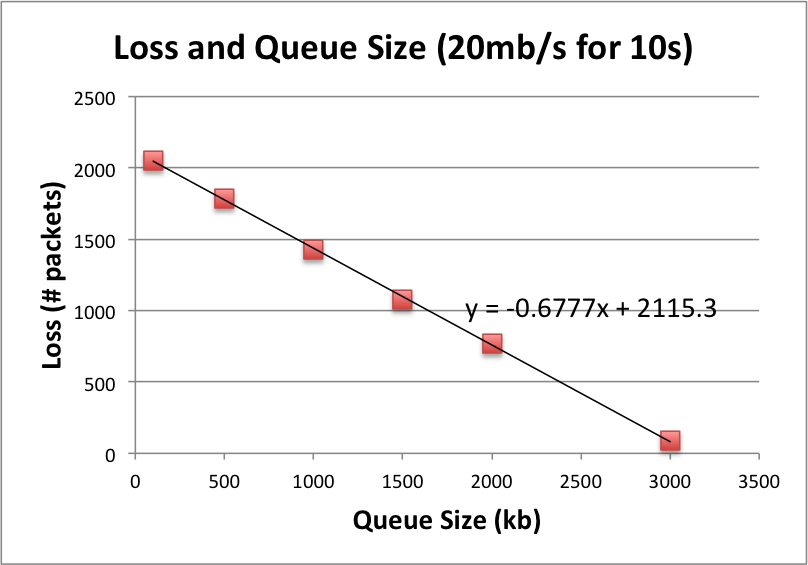 Loss and Queue Size (20mb/s for 10s)
2500
2000
1500
1000
500
0
Loss (# packets)
y = -0.6777x + 2115.3
0 500 1000 1500 2000 2500 3000 3500
Queue Size (kb)